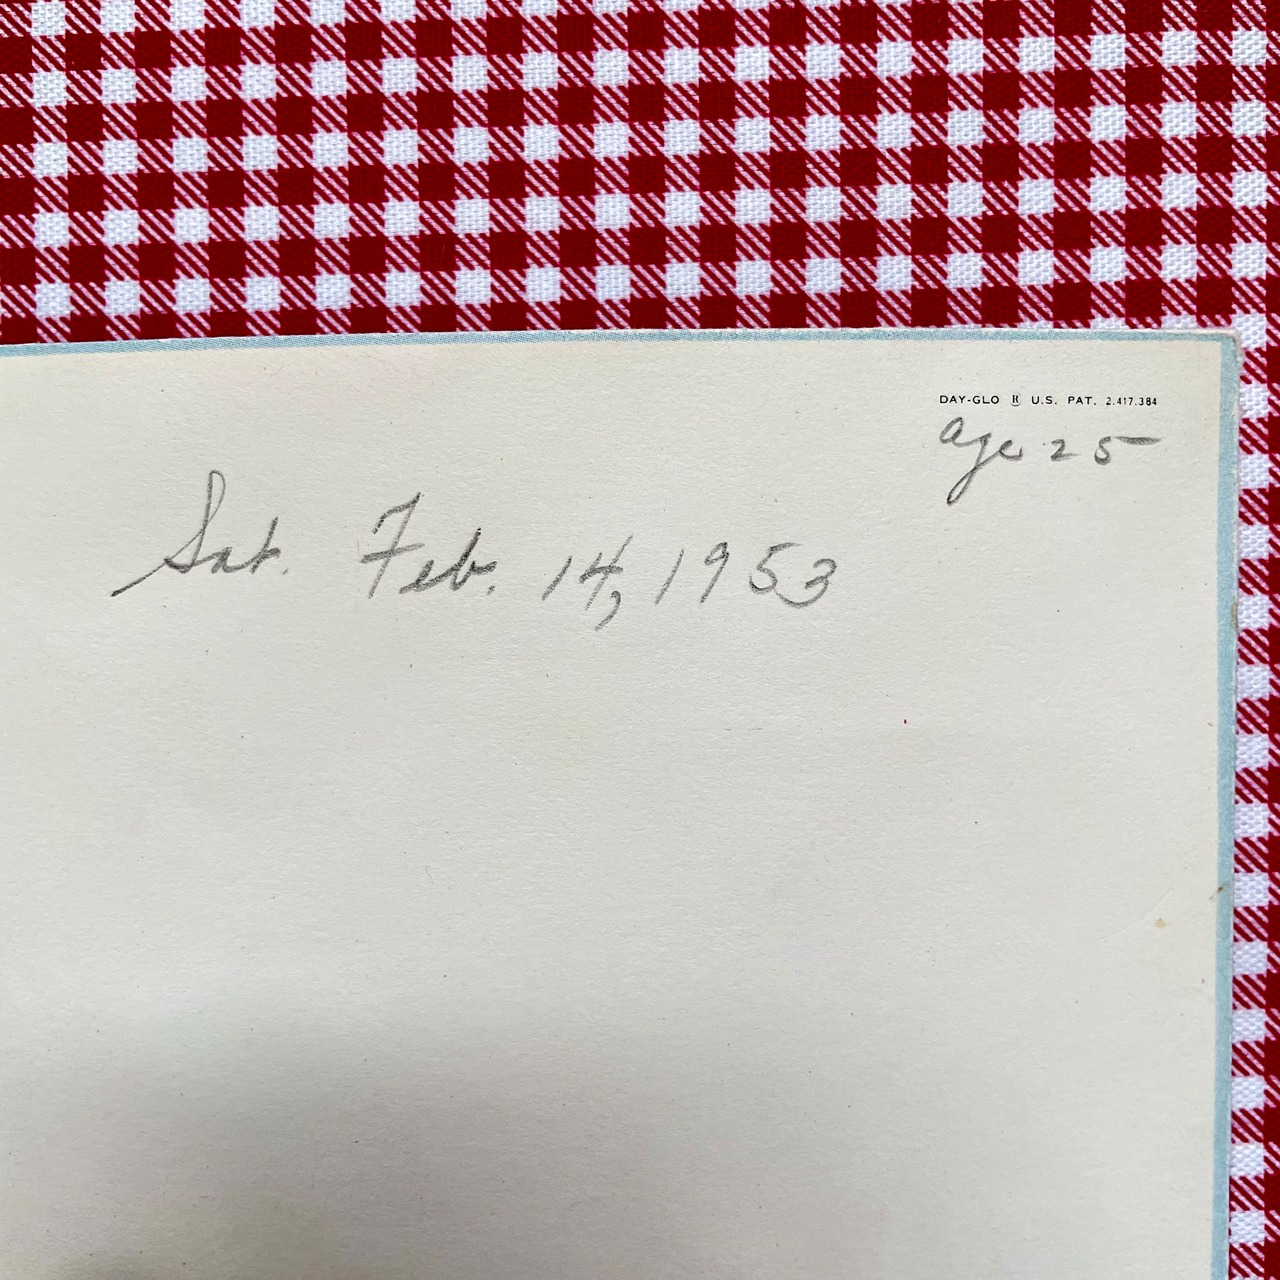 DAY-GLO ® U.S. PAT. 2.417.384
age 25
Sat. Feb. 14, 1953